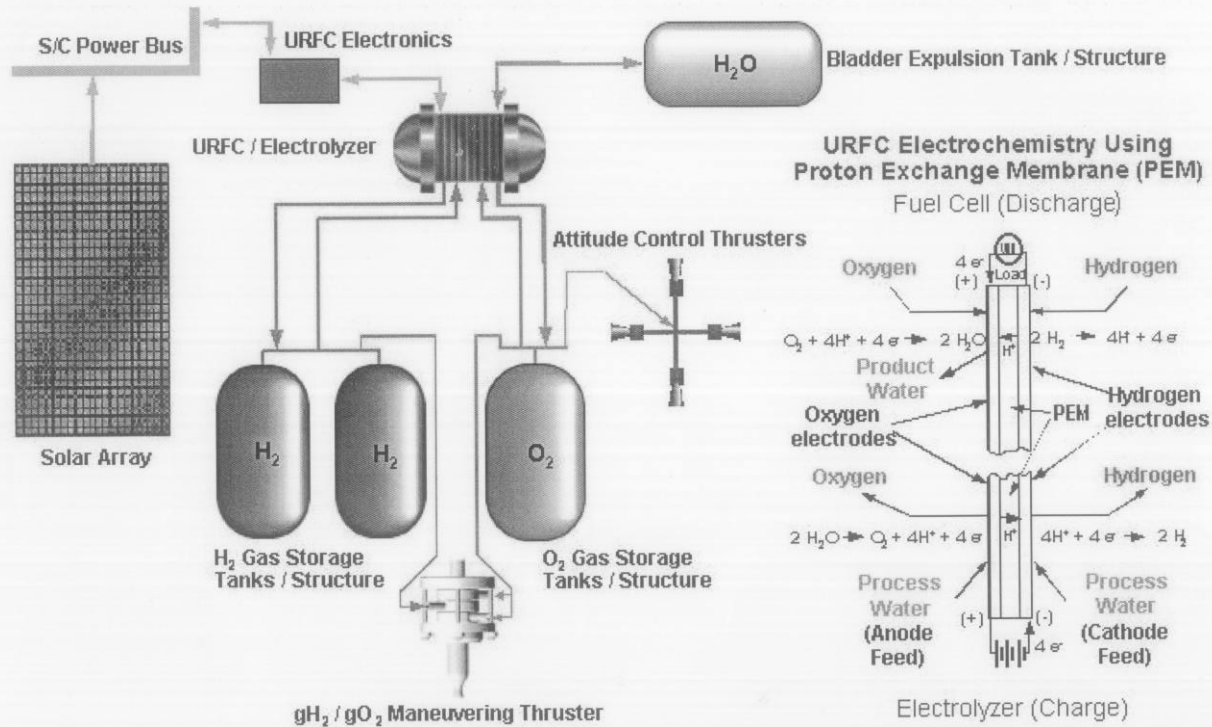 S/C Power Bus
URFC Electronics
H₂O
Bladder Expulsion Tank / Structure
URFC / Electrolyzer
Solar Array
Attitude Control Thrusters
H₂
H₂
O₂
H₂ Gas Storage
Tanks / Structure
O₂ Gas Storage
Tanks / Structure
gH₂ / gO₂ Maneuvering Thruster
URFC Electrochemistry Using
Proton Exchange Membrane (PEM)
Fuel Cell (Discharge)
4 e⁻
Load
(+)
(-)
Oxygen
Hydrogen
O₂ + 4H⁺ + 4 e⁻ → 2 H₂O
H⁺
2 H₂ → 4H⁺ + 4 e⁻
Product
Water
Oxygen
electrodes
PEM
Hydrogen
electrodes
Oxygen
Hydrogen
2 H₂O → O₂ + 4H⁺ + 4 e⁻
H⁺
4H⁺ + 4 e⁻ → 2 H₂
Process
Water
(Anode
Feed)
Process
Water
(Cathode
Feed)
(+)
(-)
4 e⁻
Electrolyzer (Charge)